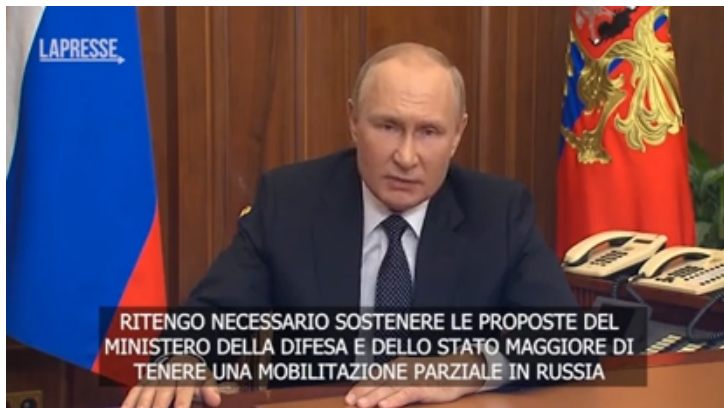 LAPRESSE
RITENGO NECESSARIO SOSTENERE LE PROPOSTE DEL
MINISTERO DELLA DIFESA E DELLO STATO MAGGIORE DI
TENERE UNA MOBILITAZIONE PARZIALE IN RUSSIA